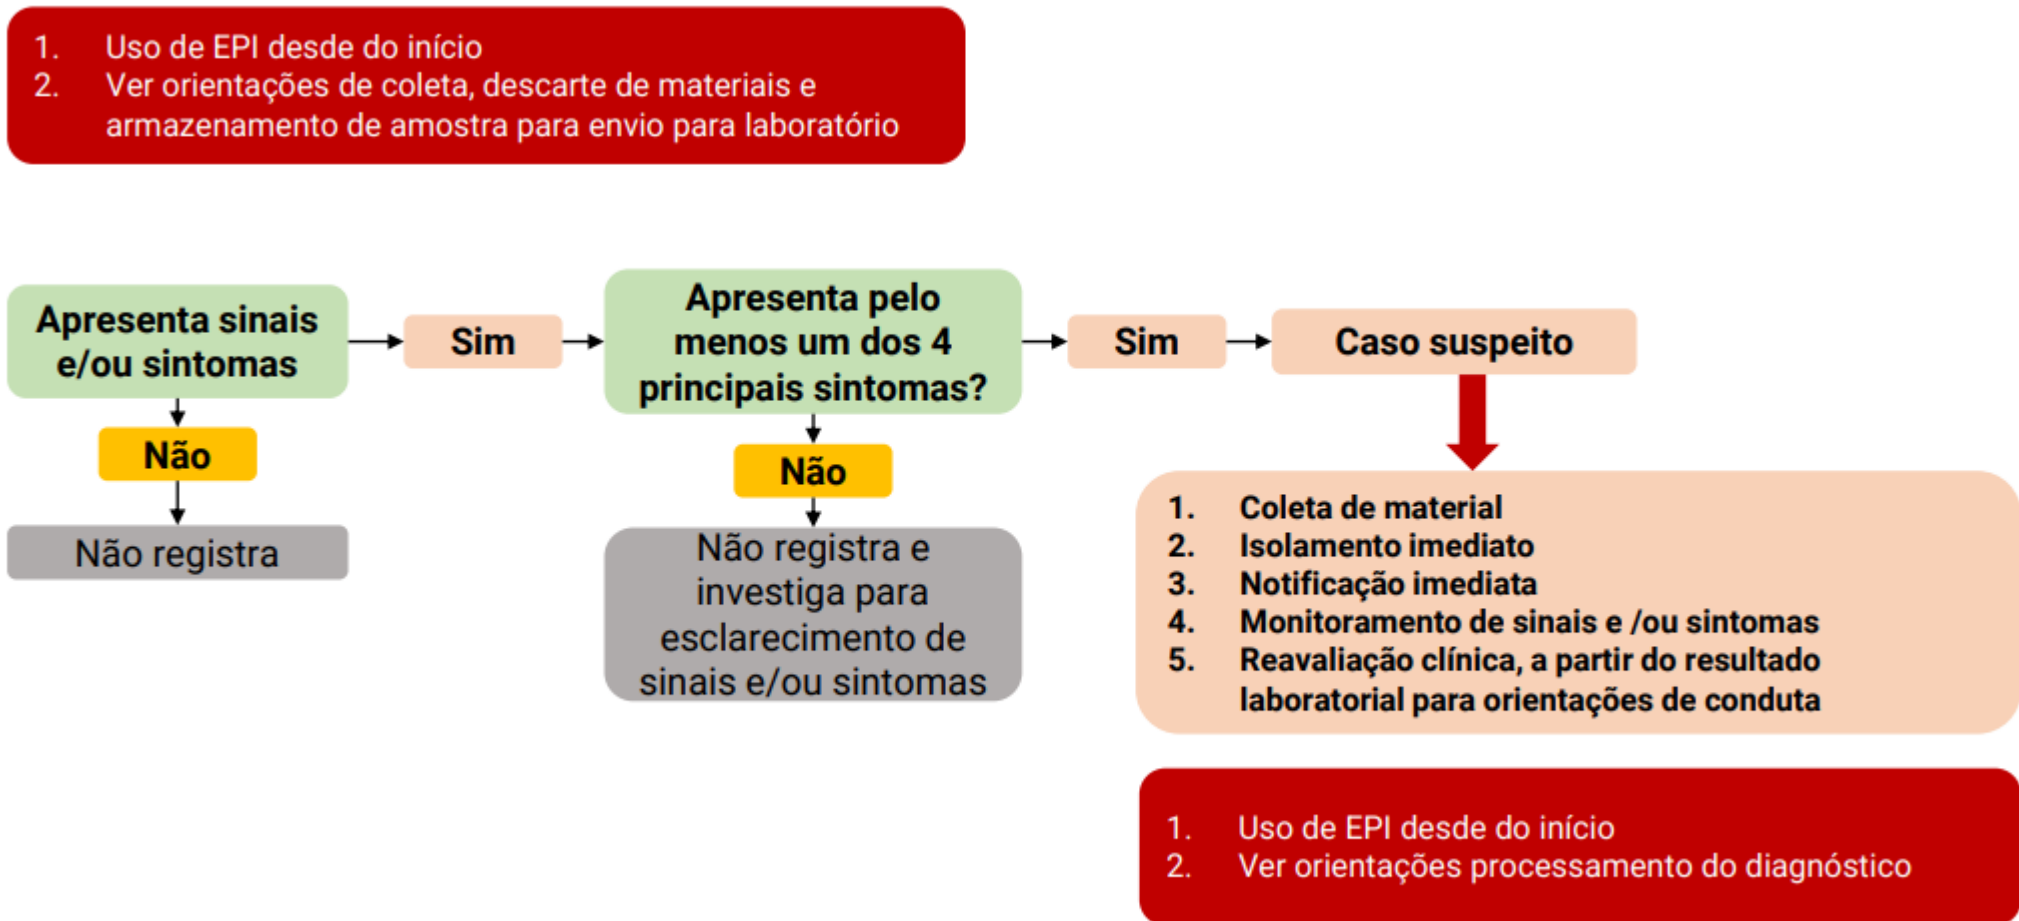 1. Uso de EPI desde do início
2. Ver orientações de coleta, descarte de materiais e
armazenamento de amostra para envio para laboratório
Apresenta sinais
e/ou sintomas
Sim
Apresenta pelo
menos um dos 4
principais sintomas?
Sim
Caso suspeito
Não
Não registra
Não
Não registra e
investiga para
esclarecimento de
sinais e/ou sintomas
1. Coleta de material
2. Isolamento imediato
3. Notificação imediata
4. Monitoramento de sinais e /ou sintomas
5. Reavaliação clínica, a partir do resultado
laboratorial para orientações de conduta
1. Uso de EPI desde do início
2. Ver orientações processamento do diagnóstico